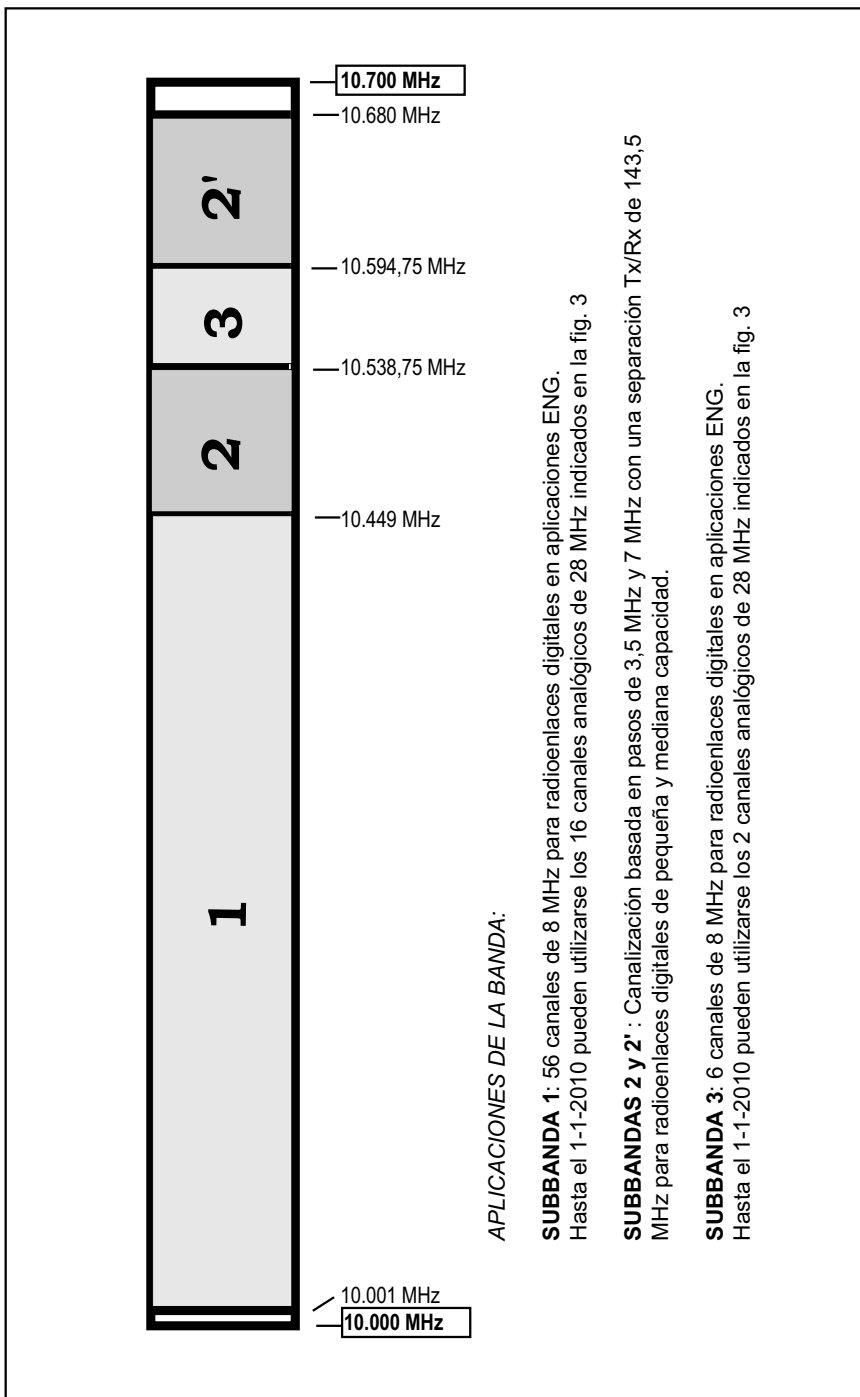 10.700 MHz
10.680 MHz
2'
10.594,75 MHz
3
10.538,75 MHz
2
10.449 MHz
1
10.001 MHz
10.000 MHz
APLICACIONES DE LA BANDA:
SUBBANDA 1: 56 canales de 8 MHz para radioenlaces digitales en aplicaciones ENG.
Hasta el 1-1-2010 pueden utilizarse los 16 canales analógicos de 28 MHz indicados en la fig. 3
SUBBANDAS 2 y 2' : Canalización basada en pasos de 3,5 MHz y 7 MHz con una separación Tx/Rx de 143,5
MHz para radioenlaces digitales de pequeña y mediana capacidad.
SUBBANDA 3: 6 canales de 8 MHz para radioenlaces digitales en aplicaciones ENG.
Hasta el 1-1-2010 pueden utilizarse los 2 canales analógicos de 28 MHz indicados en la fig. 3